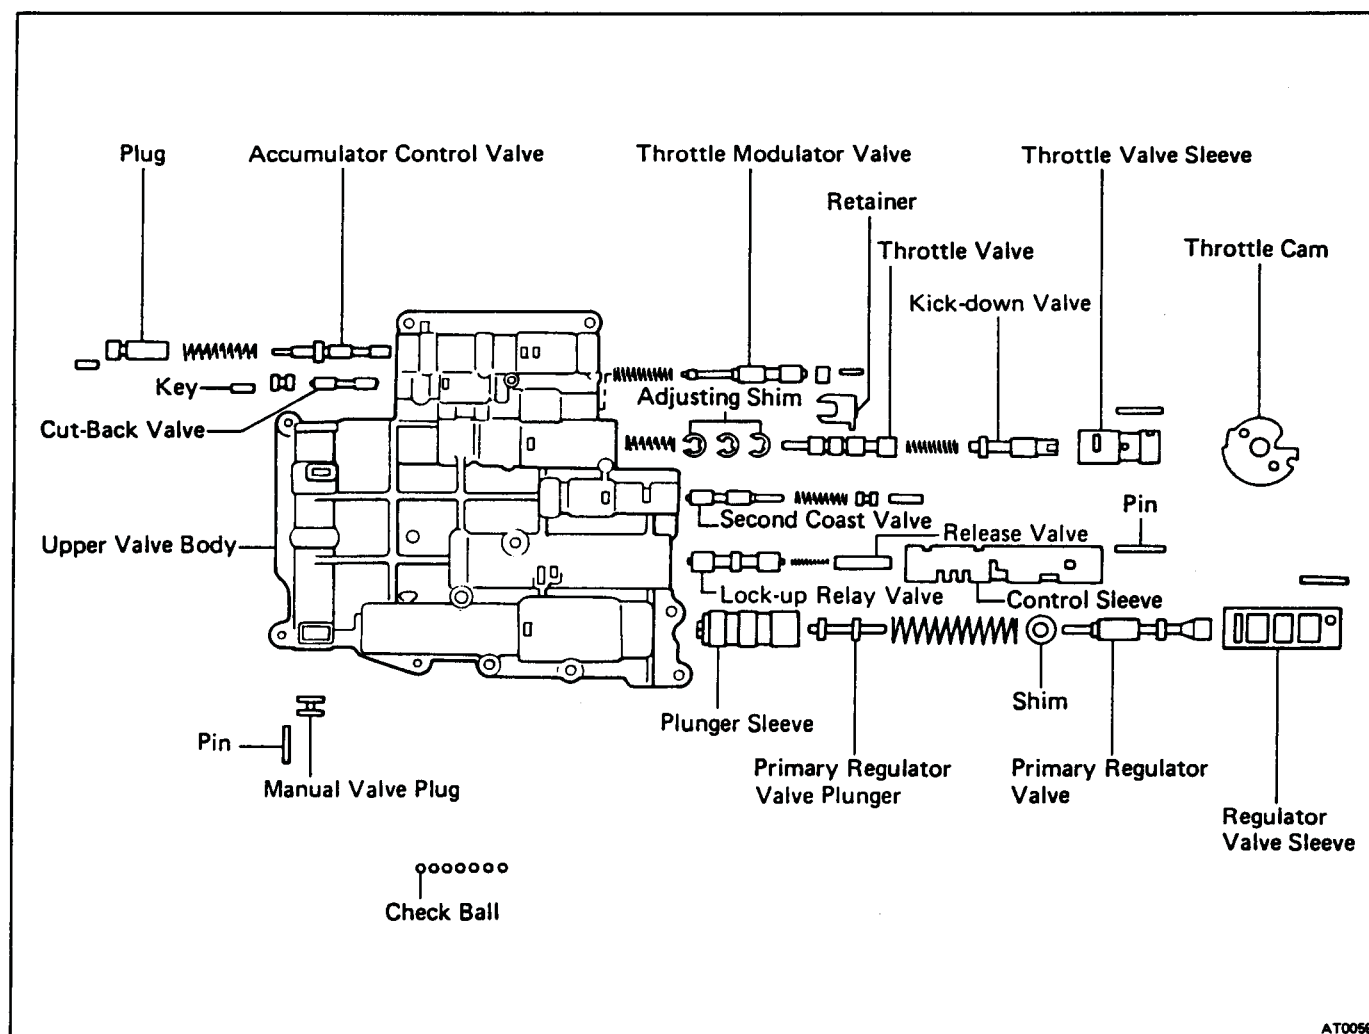 Plug
Accumulator Control Valve
Throttle Modulator Valve
Throttle Valve Sleeve
Retainer
Throttle Valve
Throttle Cam
Kick-down Valve
Key
Adjusting Shim
Cut-Back Valve
Second Coast Valve
Pin
Upper Valve Body
Release Valve
Lock-up Relay Valve
Control Sleeve
Shim
Plunger Sleeve
Pin
Manual Valve Plug
Primary Regulator
Valve Plunger
Primary Regulator
Valve
Regulator
Valve Sleeve
Check Ball